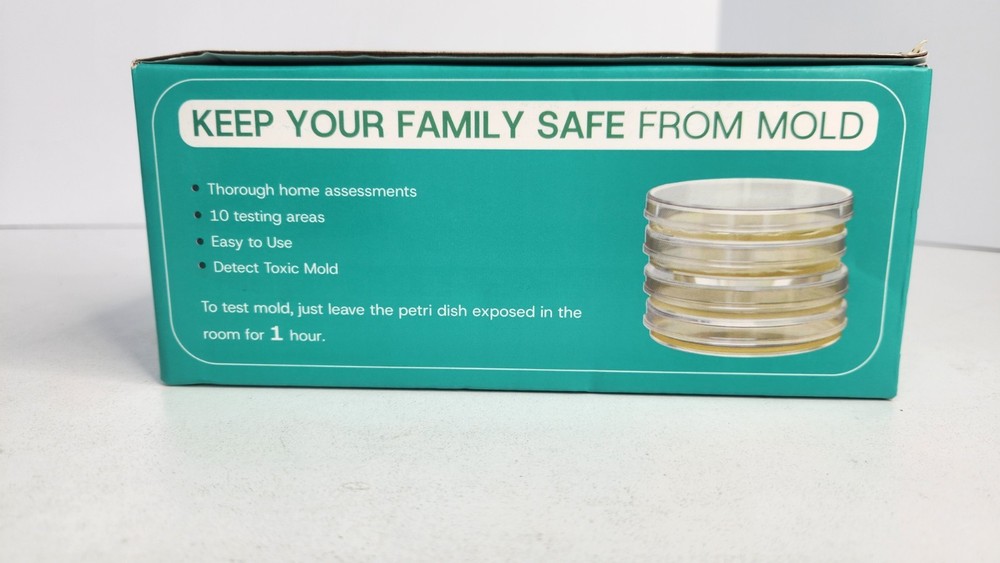 KEEP YOUR FAMILY SAFE FROM MOLD
• Thorough home assessments
• 10 testing areas
• Easy to Use
• Detect Toxic Mold
To test mold, just leave the petri dish exposed in the
room for 1 hour.